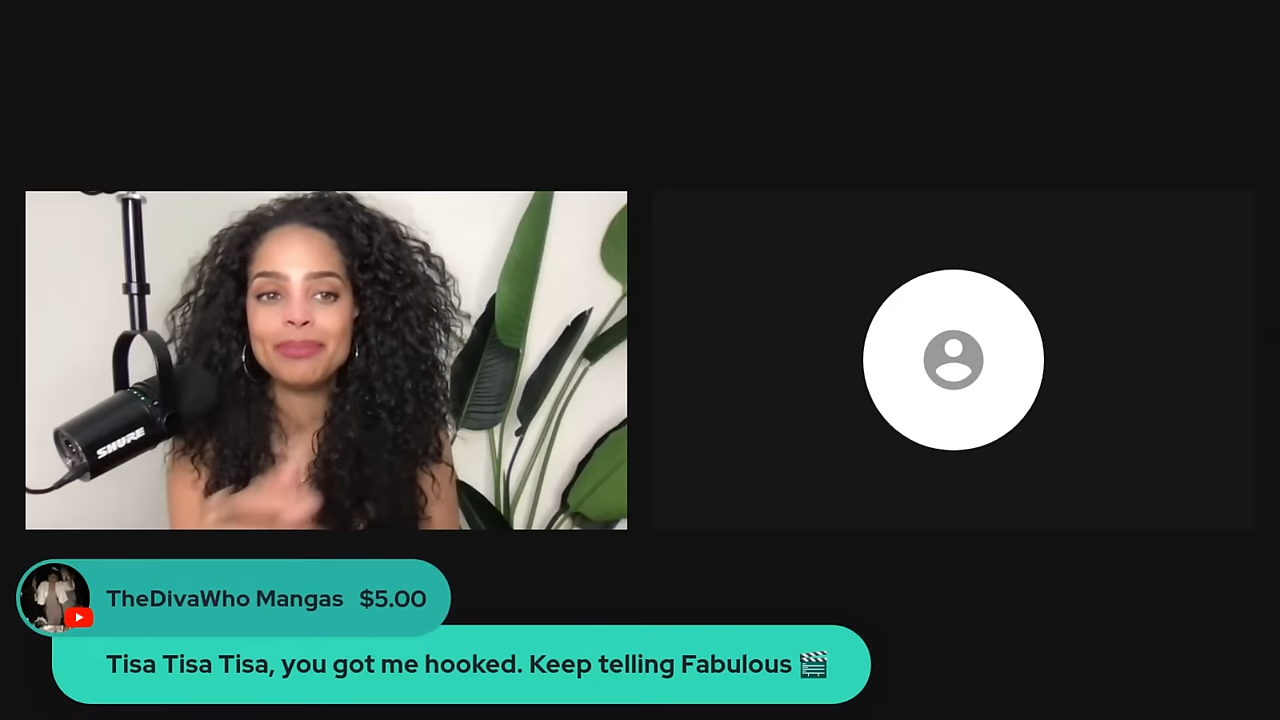 SHURE
TheDivaWho Mangas $5.00
Tisa Tisa Tisa, you got me hooked. Keep telling Fabulous 🎬